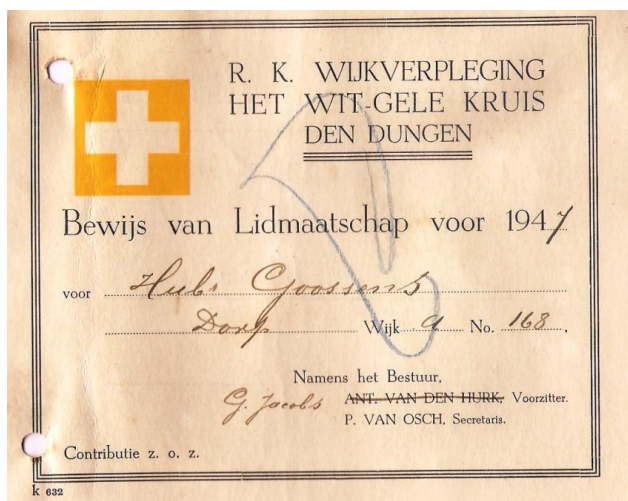 R. K. WIJKVERPLEGING
HET WIT-GELE KRUIS
DEN DUNGEN
Bewijs van Lidmaatschap voor 1947
voor Hub. Goossens
Dorp Wijk a No. 168.
Namens het Bestuur,
G. Jacobs ANT. VAN DEN HURK, Voorzitter.
P. VAN OSCH, Secretaris.
Contributie z. o. z.
k 632